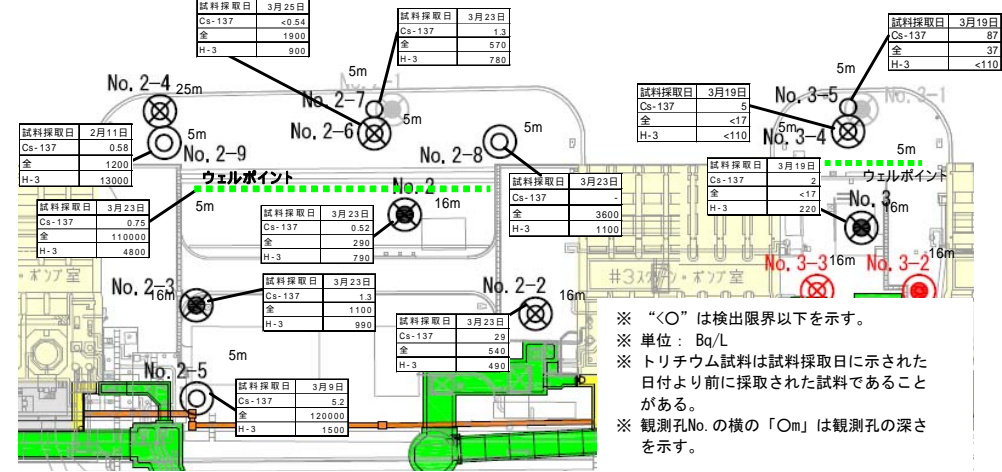 試料採取日 3月25日
Cs-137 <0.54
全 1900
H-3 900
試料採取日 3月23日
Cs-137 1.3
全 570
H-3 780
試料採取日 3月19日
Cs-137 87
全 37
H-3 <110
5m
5m
No. 2-4 25m
No. 2-7
No. 2-1
No. 2-6
5m
試料採取日 3月19日
Cs-137 5
全 <17
H-3 <110
No. 3-5
No. 3-1
No. 3-4
5m
試料採取日 2月11日
Cs-137 0.58
全 1200
H-3 13000
5m
No. 2-9
No. 2-8
5m
5m
ウェルポイント
ウェルポイント
試料採取日 3月19日
Cs-137 2
全 <17
H-3 220
試料採取日 3月23日
Cs-137 -
全 3600
H-3 1100
試料採取日 3月23日
Cs-137 0.75
全 110000
H-3 4800
5m
No. 2
16m
No. 3
16m
試料採取日 3月23日
Cs-137 0.52
全 290
H-3 790
16m
16m
ポンプ室
#3スクリーン・ポンプ室
No. 3-3
No. 3-2
No. 2-3
16m
試料採取日 3月23日
Cs-137 1.3
全 1100
H-3 990
No. 2-2
16m
試料採取日 3月23日
Cs-137 29
全 540
H-3 490
5m
No. 2-5
試料採取日 3月9日
Cs-137 5.2
全 120000
H-3 1500
※ “<○”は検出限界以下を示す。
※ 単位： Bq/L
※ トリチウム試料は試料採取日に示された
日付より前に採取された試料であること
がある。
※ 観測孔No.の横の「○m」は観測孔の深さ
を示す。